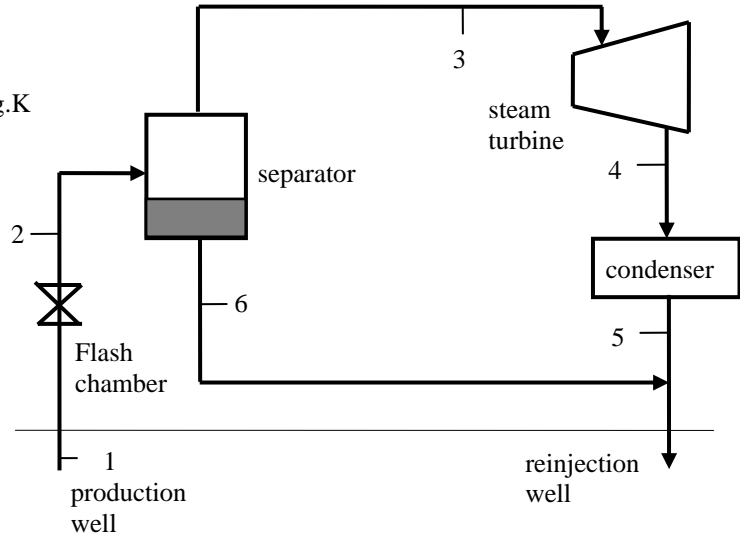 3
g.K
steam
turbine
separator
4
2
condenser
6
5
Flash
chamber
1
production
well
reinjection
well